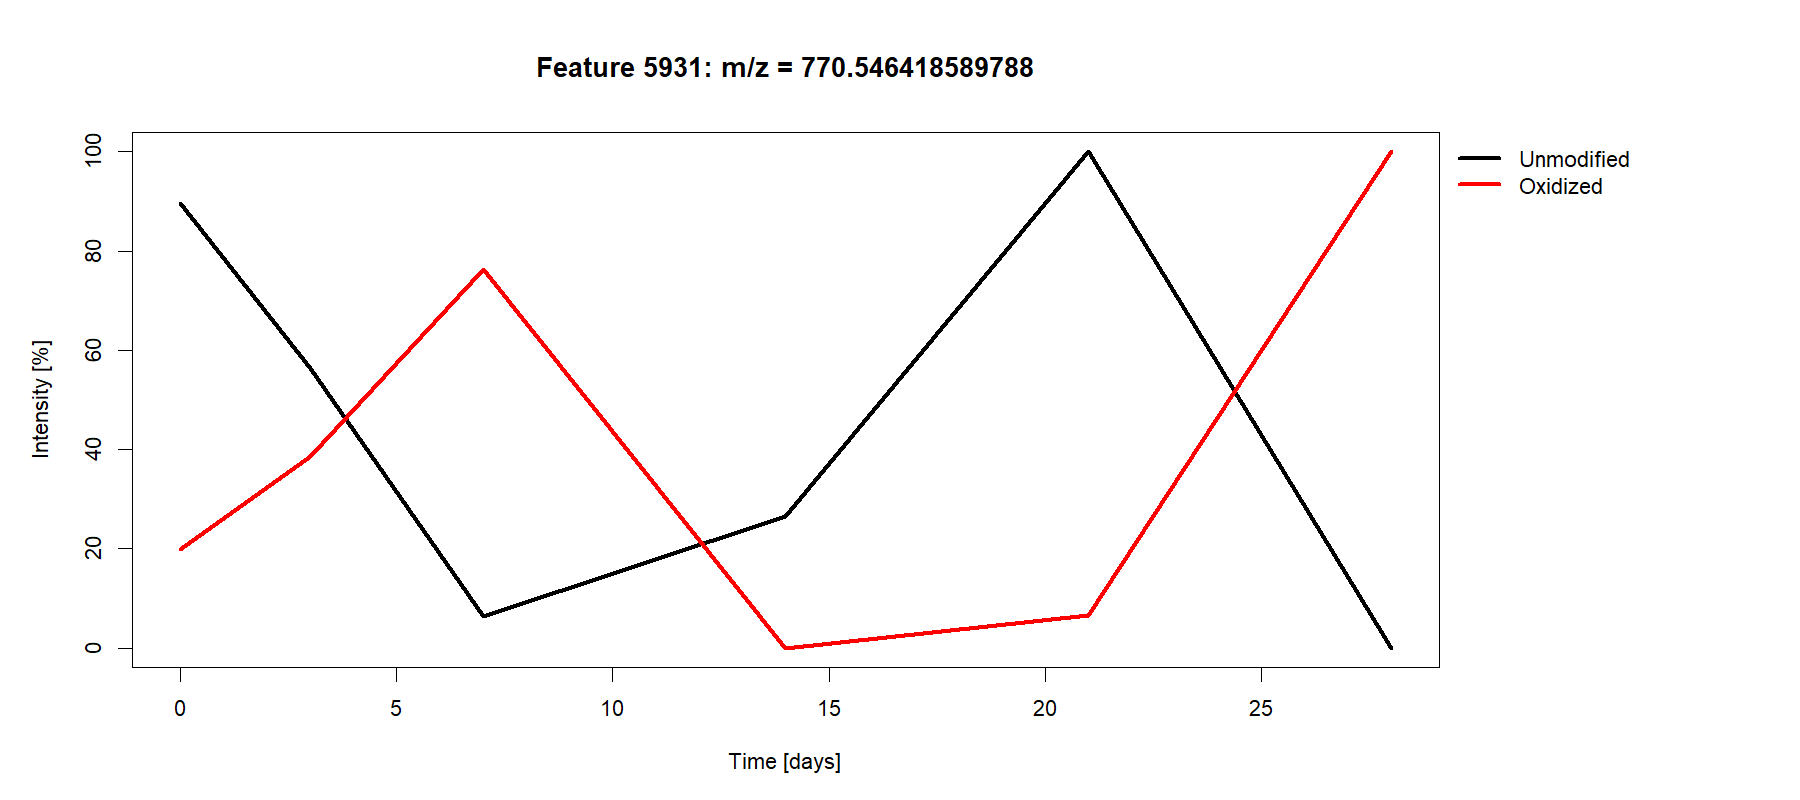 Feature 5931: m/z = 770.546418589788
Unmodified
Oxidized
Intensity [%]
100
80
60
40
20
0
0 5 10 15 20 25
Time [days]